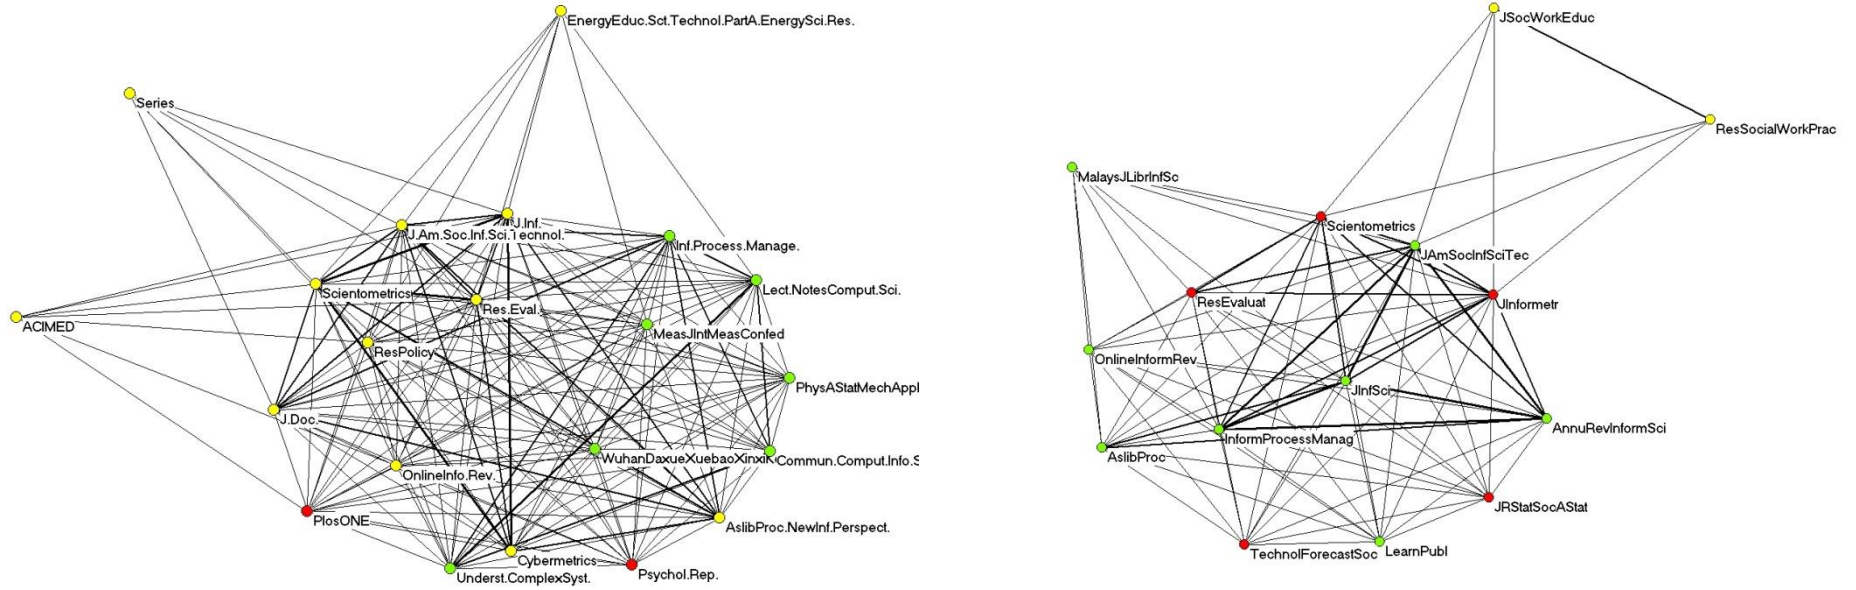 EnergyEduc.Sct.Technol.PartA.EnergySci.Res.
Series
J.Inf.
J.Am.Soc.Inf.Sci.Technol.
Inf.Process.Manage.
Lect.NotesComput.Sci.
Scientometrics
Res.Eval.
ACIMED
MeasJIntMeasConfed
ResPolicy
PhysAStatMechAppl
J.Doc.
WuhanDaxueXuebaoXinxiK
Commun.Comput.Info.S
OnlineInfo.Rev.
PlosONE
AslibProc.NewInf.Perspect.
Cybermetrics
Psychol.Rep.
Underst.ComplexSyst.
JSocWorkEduc
ResSocialWorkPrac
MalaysJLibrInfSc
Scientometrics
JAmSocInfSciTec
ResEvaluat
JInformetr
OnlineInformRev
JInfSci
AnnuRevInformSci
InformProcessManag
AslibProc
JRStatSocAStat
TechnolForecastSoc
LearnPubl